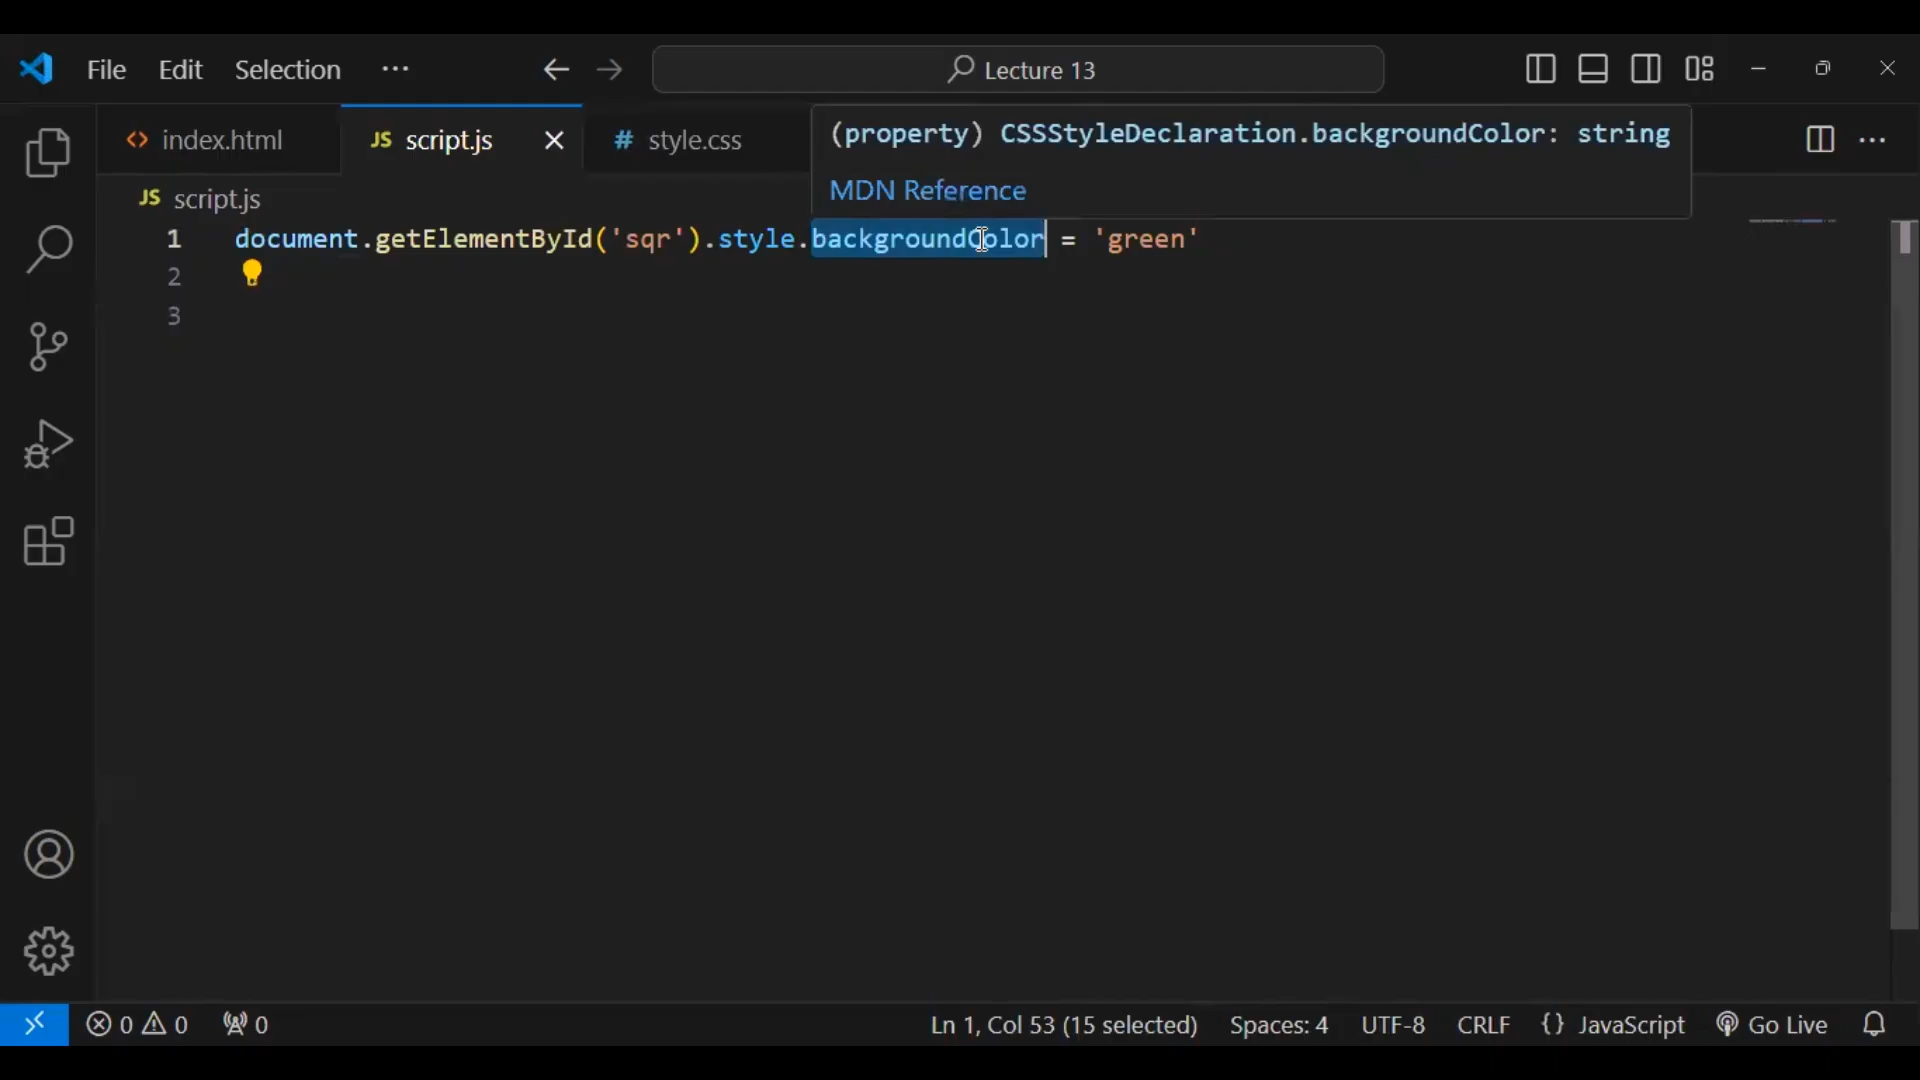 File Edit Selection ··· Lecture 13
index.html JS script.js # style.css
(property) CSSStyleDeclaration.backgroundColor: string
MDN Reference
JS script.js
1 document.getElementById('sqr').style.backgroundColor = 'green'
2
3
0 0 0 Ln 1, Col 53 (15 selected) Spaces: 4 UTF-8 CRLF {} JavaScript Go Live